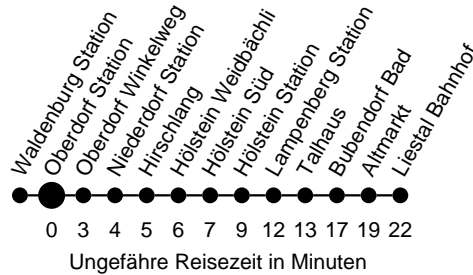 Waldenburg Station
Oberdorf Station
Oberdorf Winkelweg
Niederdorf Station
Hirschlang
Hölstein Weidbächli
Hölstein Süd
Hölstein Station
Lampenberg Station
Talhaus
Bubendorf Bad
Altmarkt
Liestal Bahnhof
0 3 4 5 6 7 9 12 13 17 19 22
Ungefähre Reisezeit in Minuten